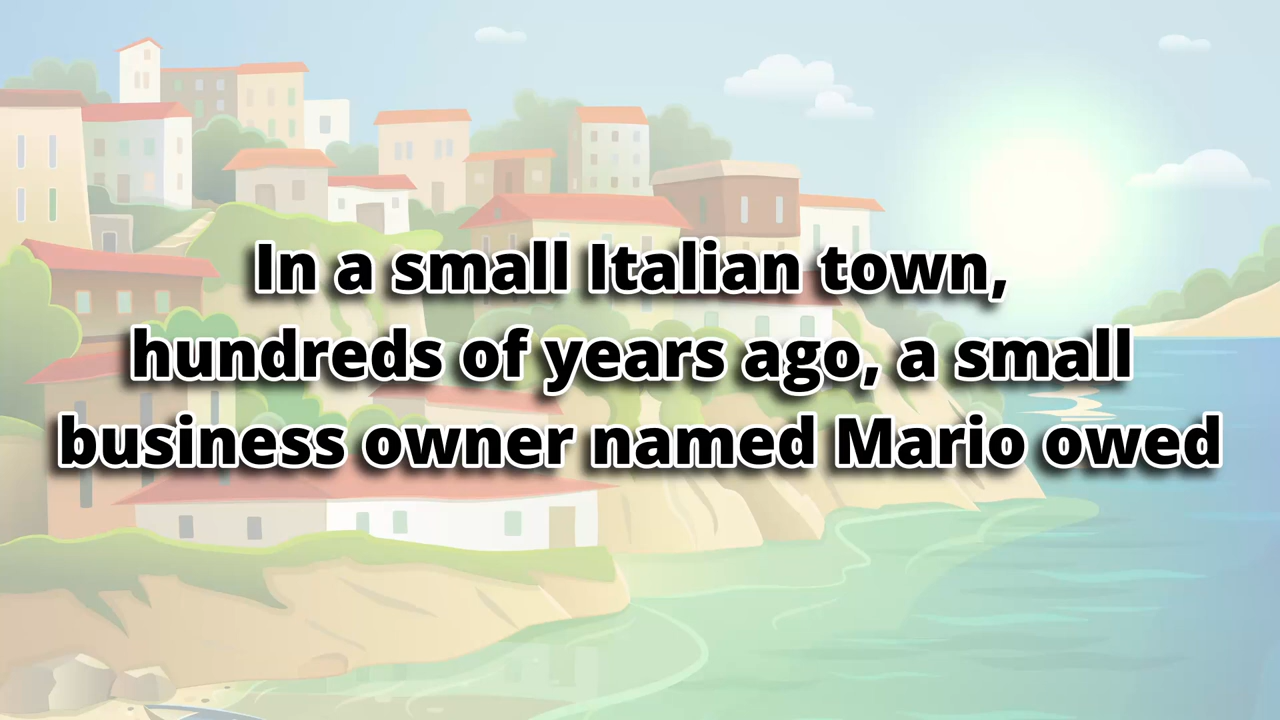 In a small Italian town,
hundreds of years ago, a small
business owner named Mario owed